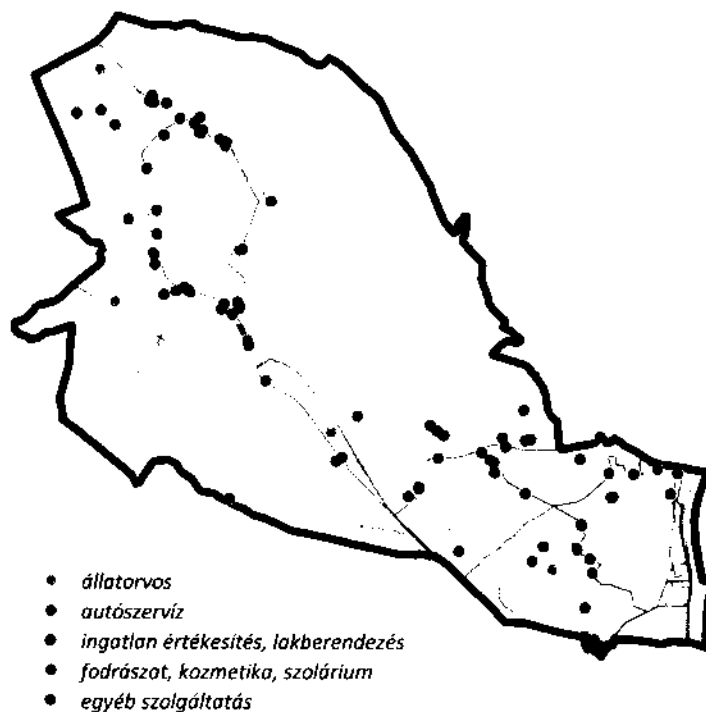 állatorvos
autószervíz
ingatlan értékesítés, lakberendezés
fodrászat, kozmetika, szolárium
egyéb szolgáltatás